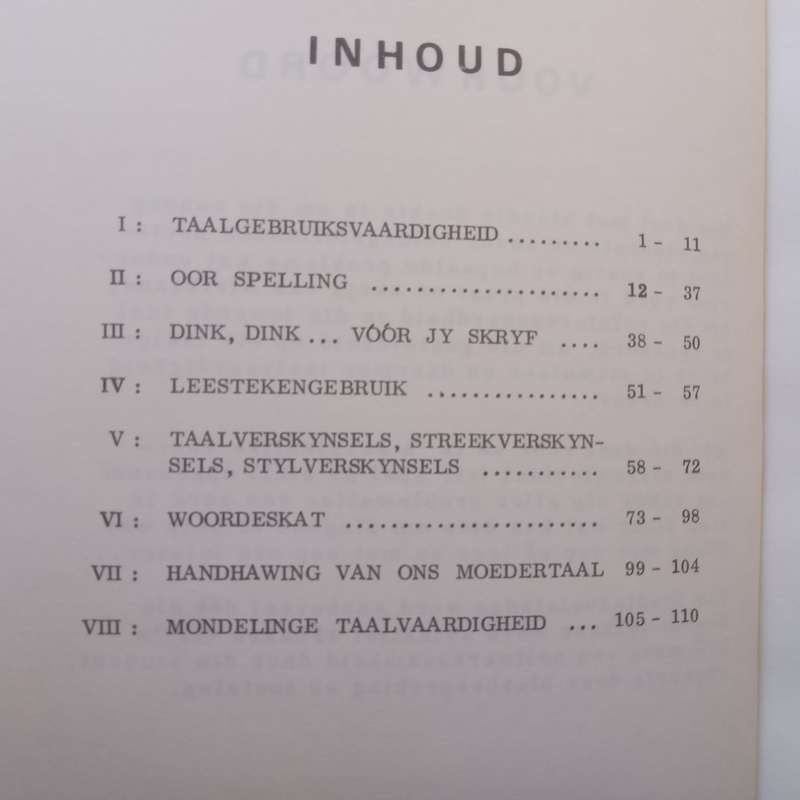 INHOUD
I : TAALGEBRUIKSVAARDIGHEID ......... 1 - 11
II : OOR SPELLING ..................... 12 - 37
III : DINK, DINK ... VÓÓR JY SKRYF .... 38 - 50
IV : LEESTEKENGEBRUIK ................ 51 - 57
V : TAALVERSKYNSELS, STREEKVERSKYN-
SELS, STYLVERSKYNSELS ........... 58 - 72
VI : WOORDESKAT ....................... 73 - 98
VII : HANDHAWING VAN ONS MOEDERTAAL 99 - 104
VIII : MONDELINGE TAALVAARDIGHEID ... 105 - 110